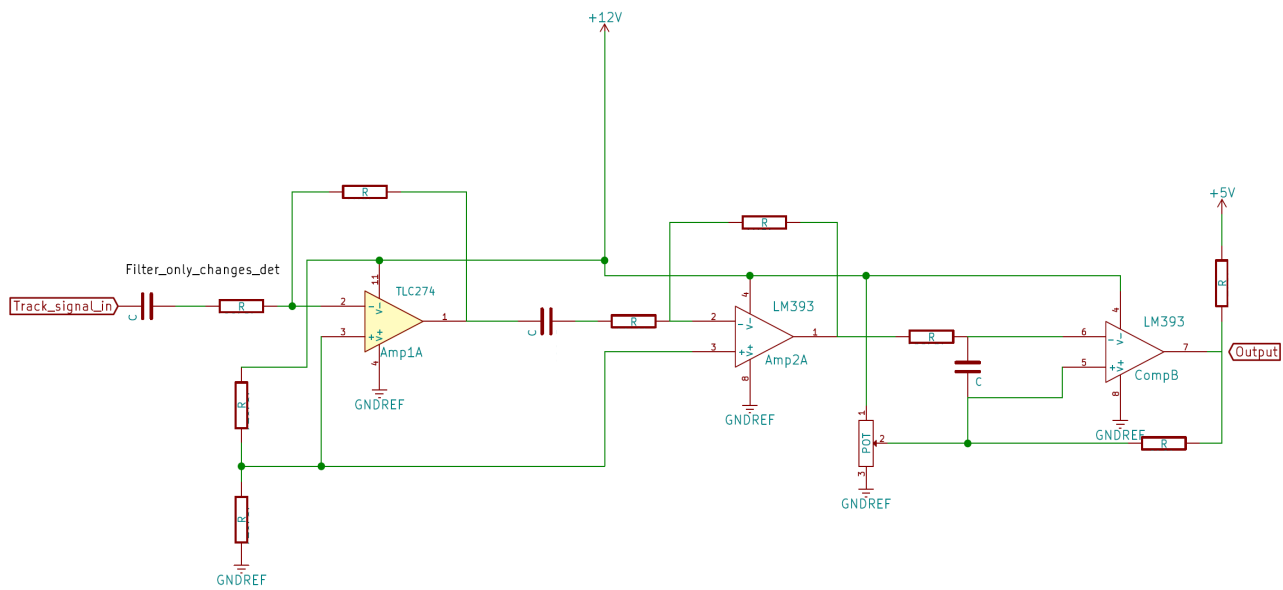 +12V
+5V
R
R
Filter_only_changes_det
11
TLC274
4
LM393
R
Track_signal_in
C
R
2
-
V-
1
3
+
V+
Amp1A
4
GNDREF
C
R
2
-
V-
1
3
+
V+
Amp2A
8
GNDREF
R
C
4
LM393
6
-
V-
7
5
+
V+
CompB
8
GNDREF
Output
R
1
POT
2
3
GNDREF
R
R
GNDREF